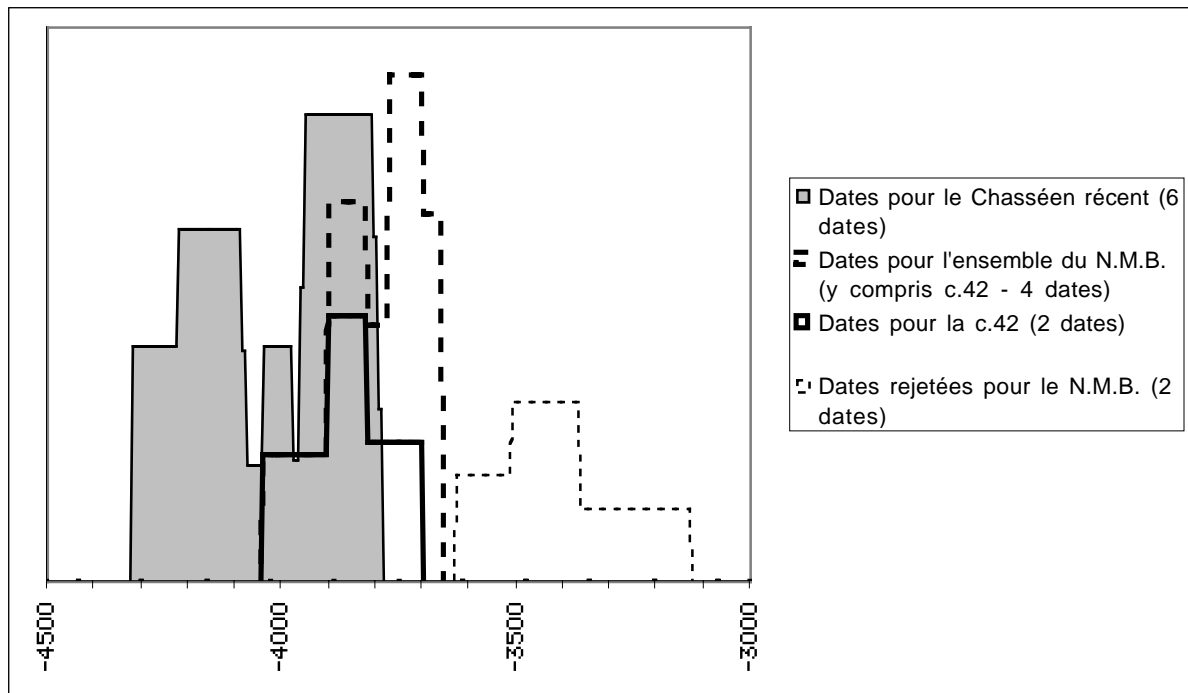 -4500
-4000
-3500
-3000
Dates pour le Chasséen récent (6
dates)
Dates pour l'ensemble du N.M.B.
(y compris c.42 - 4 dates)
Dates pour la c.42 (2 dates)
Dates rejetées pour le N.M.B. (2
dates)